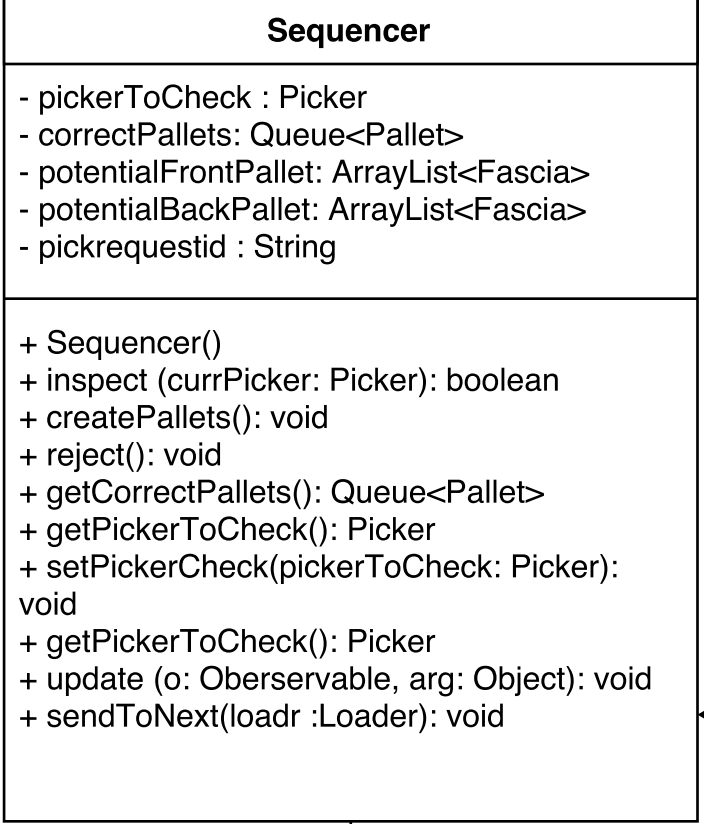 Sequencer
- pickerToCheck : Picker
- correctPallets: Queue<Pallet>
- potentialFrontPallet: ArrayList<Fascia>
- potentialBackPallet: ArrayList<Fascia>
- pickrequestid : String
+ Sequencer()
+ inspect (currPicker: Picker): boolean
+ createPallets(): void
+ reject(): void
+ getCorrectPallets(): Queue<Pallet>
+ getPickerToCheck(): Picker
+ setPickerCheck(pickerToCheck: Picker):
void
+ getPickerToCheck(): Picker
+ update (o: Oberservable, arg: Object): void
+ sendToNext(loadr :Loader): void